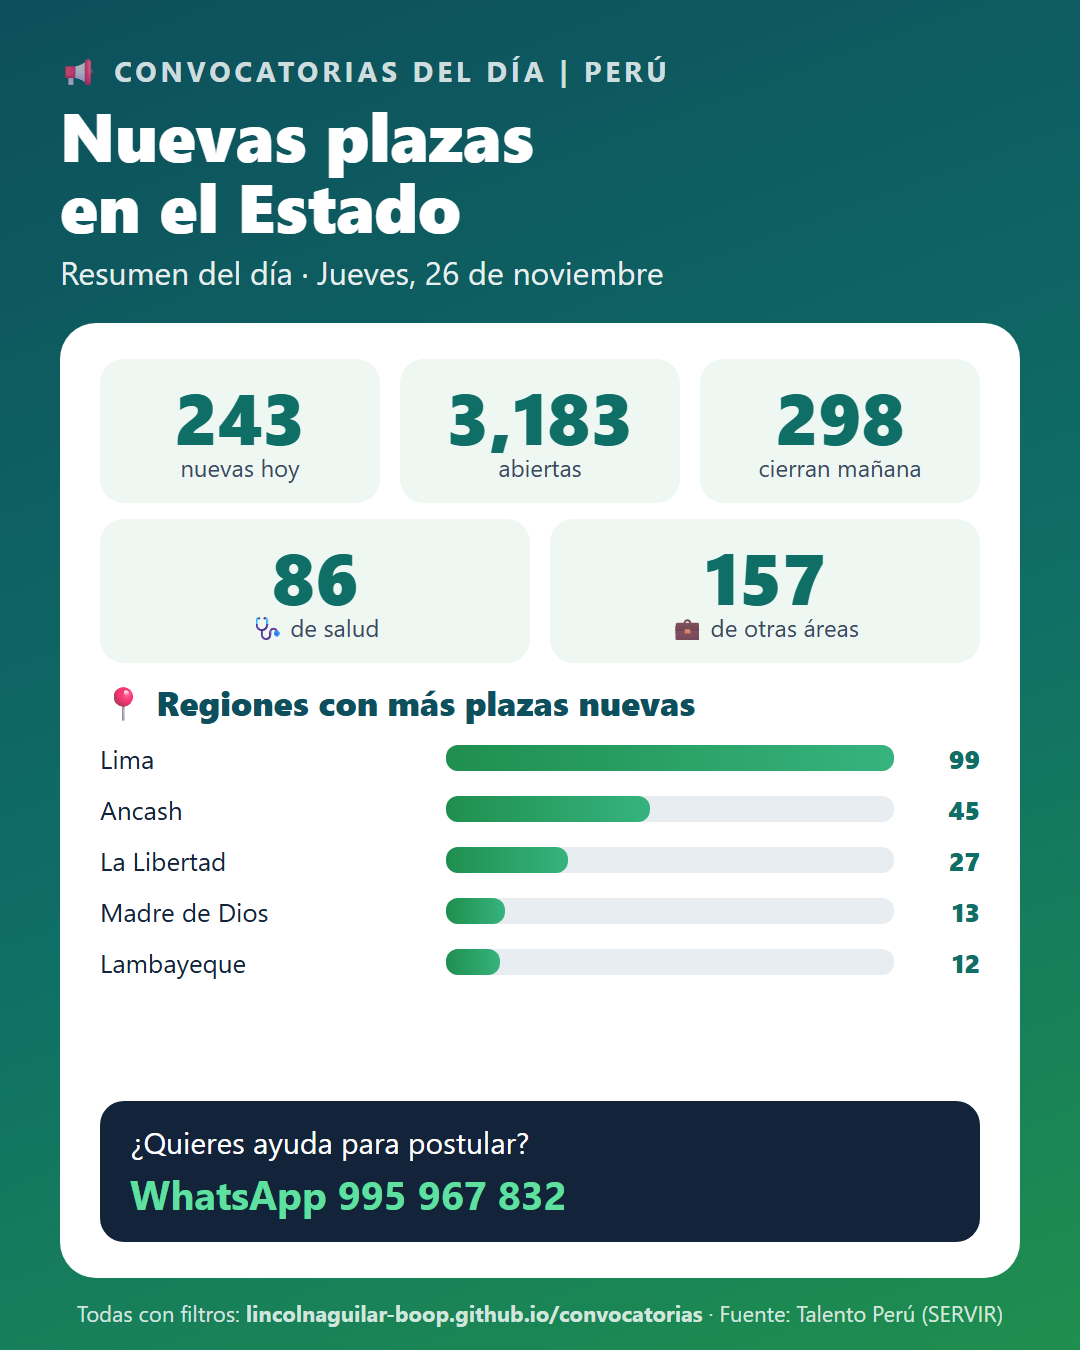 CONVOCATORIAS DEL DÍA | PERÚ
Nuevas plazas
en el Estado
Resumen del día · Jueves, 26 de noviembre
243
nuevas hoy
3,183
abiertas
298
cierran mañana
86
de salud
157
de otras áreas
Regiones con más plazas nuevas
Lima 99
Ancash 45
La Libertad 27
Madre de Dios 13
Lambayeque 12
¿Quieres ayuda para postular?
WhatsApp 995 967 832
Todas con filtros: lincolnaguilar-boop.github.io/convocatorias · Fuente: Talento Perú (SERVIR)